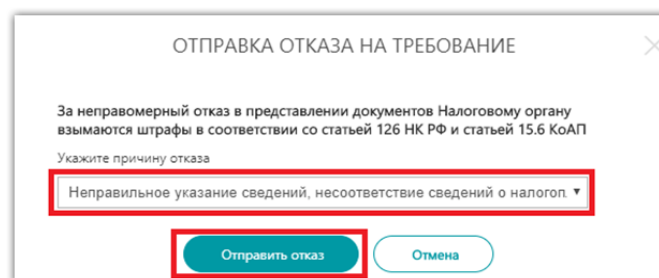 ОТПРАВКА ОТКАЗА НА ТРЕБОВАНИЕ
За неправомерный отказ в представлении документов Налоговому органу
взымаются штрафы в соответствии со статьей 126 НК РФ и статьей 15.6 КоАП
Укажите причину отказа
Неправильное указание сведений, несоответствие сведений о налогоп.
Отправить отказ Отмена